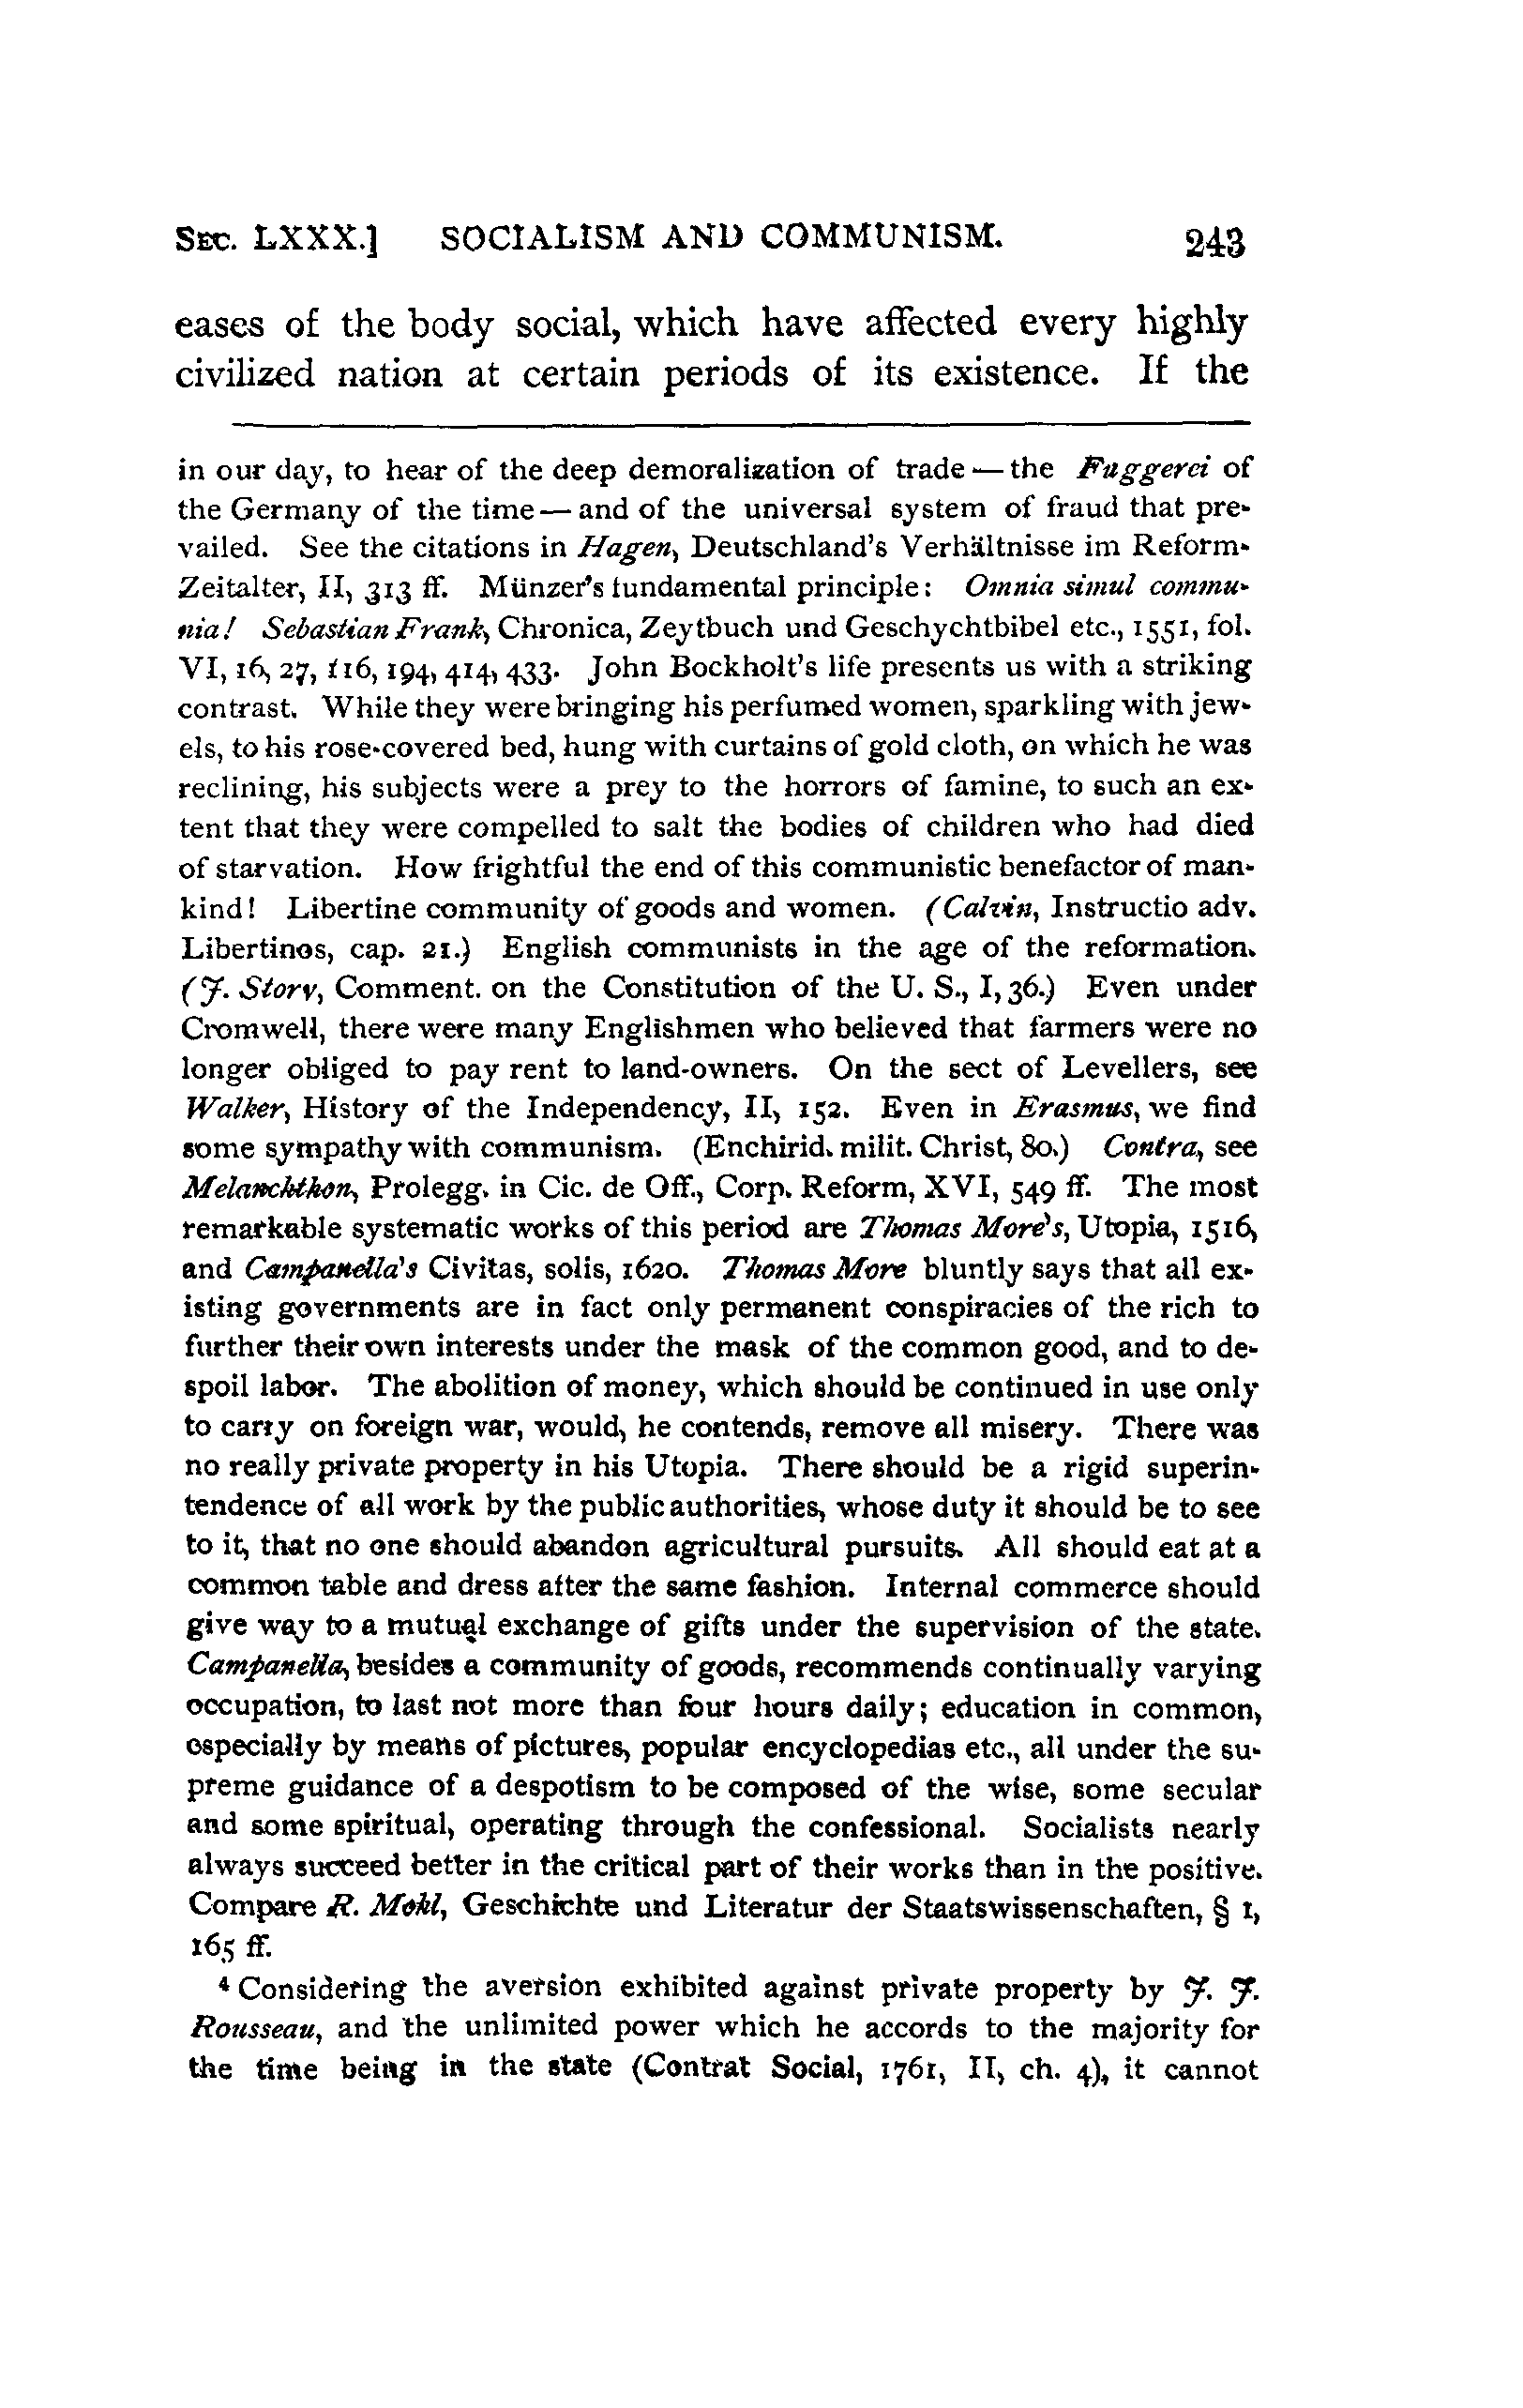 SEC. LXXX.] SOCIALISM AND COMMUNISM. 243
eases of the body social, which have affected every highly
civilized nation at certain periods of its existence. If the
in our day, to hear of the deep demoralization of trade — the Fuggerei of
the Germany of the time — and of the universal system of fraud that pre-
vailed. See the citations in Hagen, Deutschland's Verhältnisse im Reform-
Zeitalter, II, 313 ff. Münzer's fundamental principle: Omnia simul commu-
nia! Sebastian Frank, Chronica, Zeytbuch und Geschychtbibel etc., 1551, fol.
VI, 16, 27, 116, 194, 414, 433. John Bockholt's life presents us with a striking
contrast. While they were bringing his perfumed women, sparkling with jew-
els, to his rose-covered bed, hung with curtains of gold cloth, on which he was
reclining, his subjects were a prey to the horrors of famine, to such an ex-
tent that they were compelled to salt the bodies of children who had died
of starvation. How frightful the end of this communistic benefactor of man-
kind! Libertine community of goods and women. (Calvin, Instructio adv.
Libertinos, cap. 21.) English communists in the age of the reformation.
(J. Story, Comment. on the Constitution of the U. S., I, 36.) Even under
Cromwell, there were many Englishmen who believed that farmers were no
longer obliged to pay rent to land-owners. On the sect of Levellers, see
Walker, History of the Independency, II, 152. Even in Erasmus, we find
some sympathy with communism. (Enchirid. milit. Christ, 80.) Contra, see
Melanchthon, Prolegg. in Cic. de Off., Corp. Reform, XVI, 549 ff. The most
remarkable systematic works of this period are Thomas More's, Utopia, 1516,
and Campanella's Civitas, solis, 1620. Thomas More bluntly says that all ex-
isting governments are in fact only permanent conspiracies of the rich to
further their own interests under the mask of the common good, and to de-
spoil labor. The abolition of money, which should be continued in use only
to carry on foreign war, would, he contends, remove all misery. There was
no really private property in his Utopia. There should be a rigid superin-
tendence of all work by the public authorities, whose duty it should be to see
to it, that no one should abandon agricultural pursuits. All should eat at a
common table and dress after the same fashion. Internal commerce should
give way to a mutual exchange of gifts under the supervision of the state.
Campanella, besides a community of goods, recommends continually varying
occupation, to last not more than four hours daily; education in common,
especially by means of pictures, popular encyclopedias etc., all under the su-
preme guidance of a despotism to be composed of the wise, some secular
and some spiritual, operating through the confessional. Socialists nearly
always succeed better in the critical part of their works than in the positive.
Compare R. Mohl, Geschichte und Literatur der Staatswissenschaften, § 1,
165 ff.
⁴ Considering the aversion exhibited against private property by J. J.
Rousseau, and the unlimited power which he accords to the majority for
the time being in the state (Contrat Social, 1761, II, ch. 4), it cannot